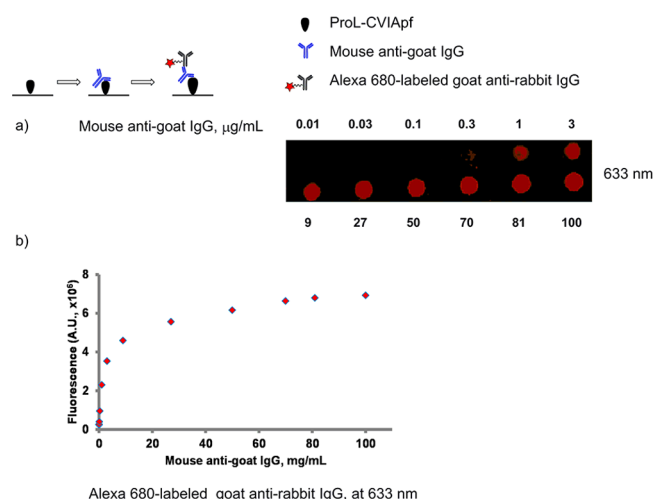 ProL-CVIApf
Mouse anti-goat IgG
Alexa 680-labeled goat anti-rabbit IgG
a) Mouse anti-goat IgG, μg/mL
0.01 0.03 0.1 0.3 1 3
633 nm
9 27 50 70 81 100
b)
Fluorescence (A.U., x10⁶)
8
6
4
2
0
0 20 40 60 80 100
Mouse anti-goat IgG, mg/mL
Alexa 680-labeled goat anti-rabbit IgG, at 633 nm